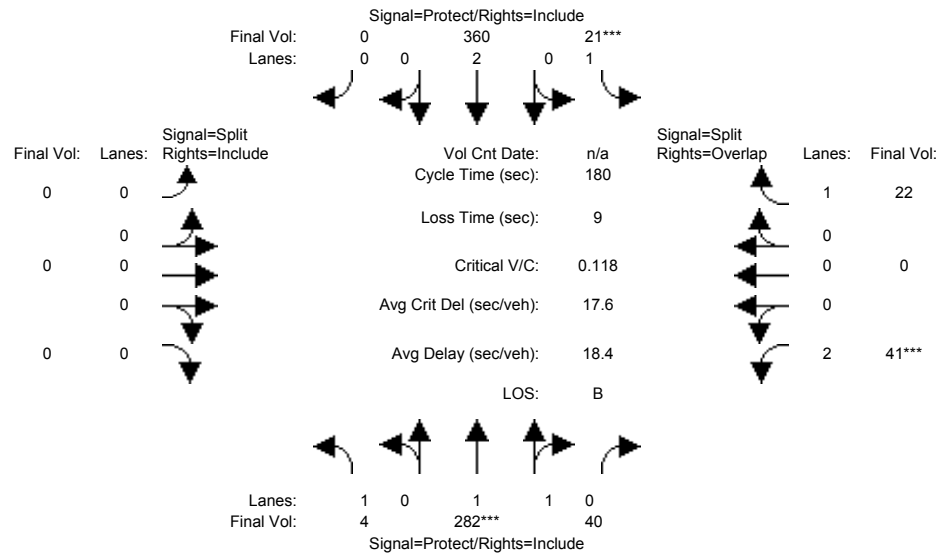 Signal=Protect/Rights=Include
Final Vol: 0 360 21***
Lanes: 0 0 2 0 1
Signal=Split Signal=Split
Final Vol: Lanes: Rights=Include Vol Cnt Date: n/a Rights=Overlap Lanes: Final Vol:
Cycle Time (sec): 180
0 0 1 22
Loss Time (sec): 9
0 0
0 0 Critical V/C: 0.118 0 0
0 Avg Crit Del (sec/veh): 17.6 0
0 0 Avg Delay (sec/veh): 18.4 2 41***
LOS: B
Lanes: 1 0 1 1 0
Final Vol: 4 282*** 40
Signal=Protect/Rights=Include